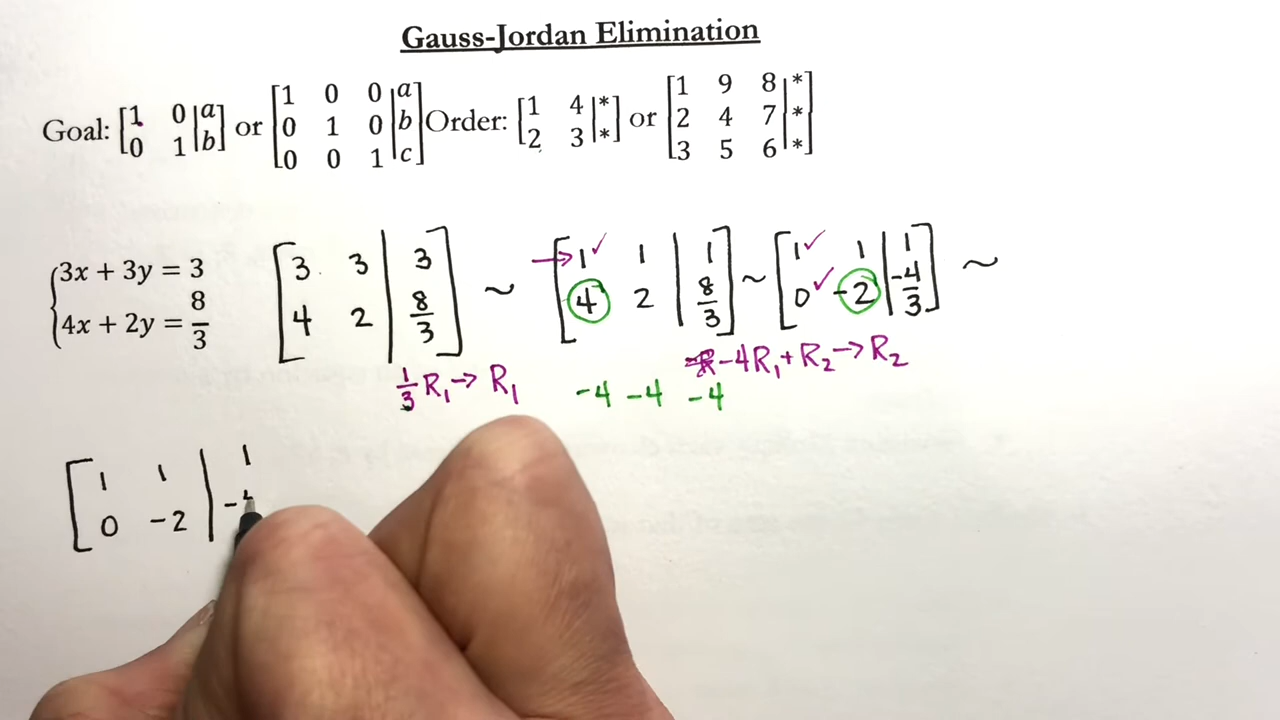 Gauss-Jordan Elimination
Goal: [1 0 | a] or [1 0 0 | a] Order: [1 4 | *] or [1 9 8 | *]
[0 1 | b] [0 1 0 | b] [2 3 | *] [2 4 7 | *]
[0 0 1 | c] [3 5 6 | *]
{3x + 3y = 3 [3 3 | 3] ~ →[1✓ 1 | 1] ~ [1✓ 1 | 1] ~
{4x + 2y = 8/3 [4 2 | 8/3] [4 2 | 8/3] [0✓ -2 | -4/3]
1/3 R₁ → R₁ -4R₁ + R₂ → R₂
-4 -4 -4
[1 1 | 1
[0 -2 | -